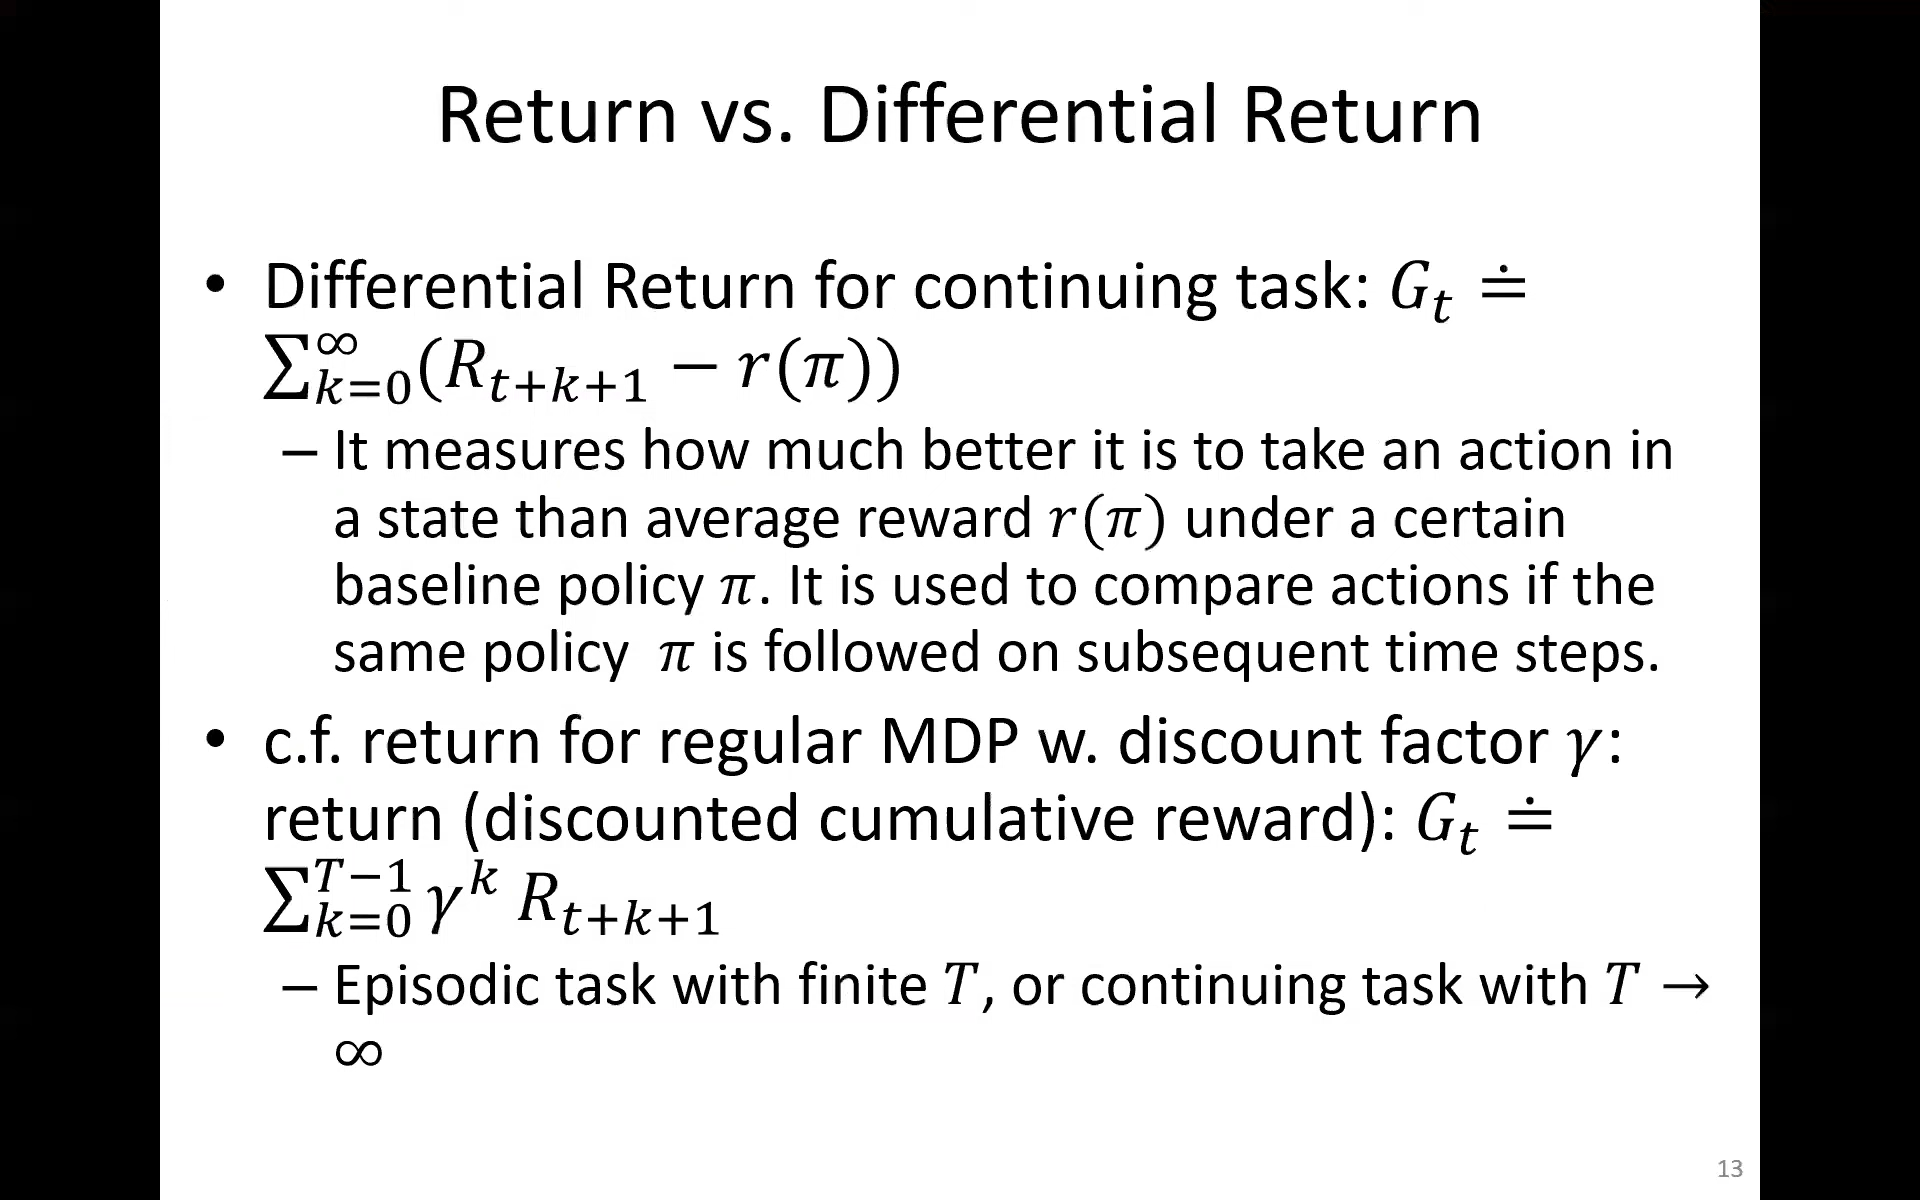 Return vs. Differential Return
• Differential Return for continuing task: G_t ≐
∑_{k=0}^{∞}(R_{t+k+1} − r(π))
– It measures how much better it is to take an action in
a state than average reward r(π) under a certain
baseline policy π. It is used to compare actions if the
same policy π is followed on subsequent time steps.
• c.f. return for regular MDP w. discount factor γ:
return (discounted cumulative reward): G_t ≐
∑_{k=0}^{T−1} γ^k R_{t+k+1}
– Episodic task with finite T, or continuing task with T →
∞
13